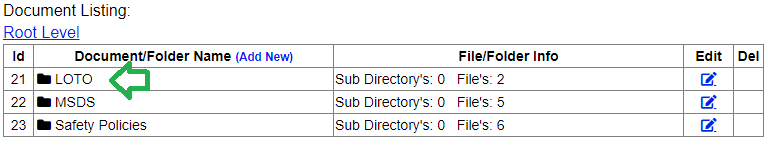 Document Listing:
Root Level
Id Document/Folder Name (Add New) File/Folder Info Edit Del
21 LOTO Sub Directory's: 0 File's: 2
22 MSDS Sub Directory's: 0 File's: 5
23 Safety Policies Sub Directory's: 0 File's: 6